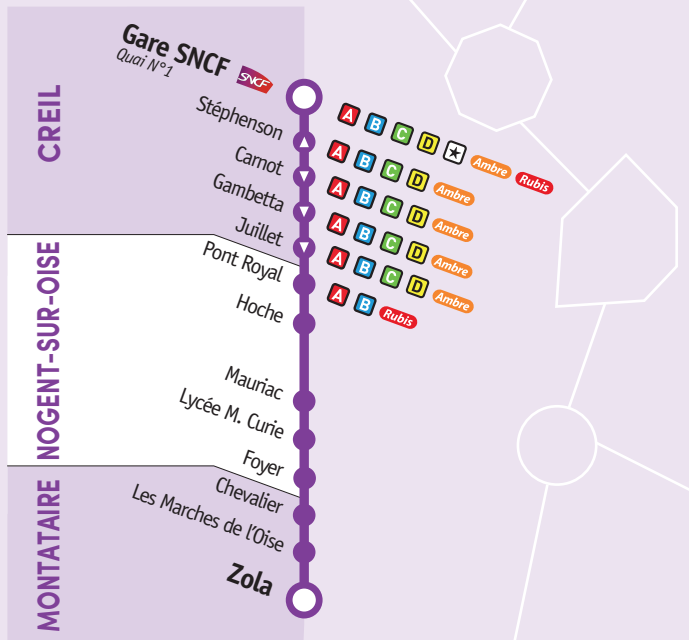 CREIL
Gare SNCF SNCF
Quai N°1
A B C D Ambre Rubis
Stéphenson
A B C D Ambre
Carnot
A B C D Ambre
Gambetta
A B C D Ambre
Juillet
A B C D Ambre
NOGENT-SUR-OISE
Pont Royal
A B Rubis
Hoche
Mauriac
Lycée M. Curie
Foyer
MONTATAIRE
Chevalier
Les Marches de l'Oise
Zola